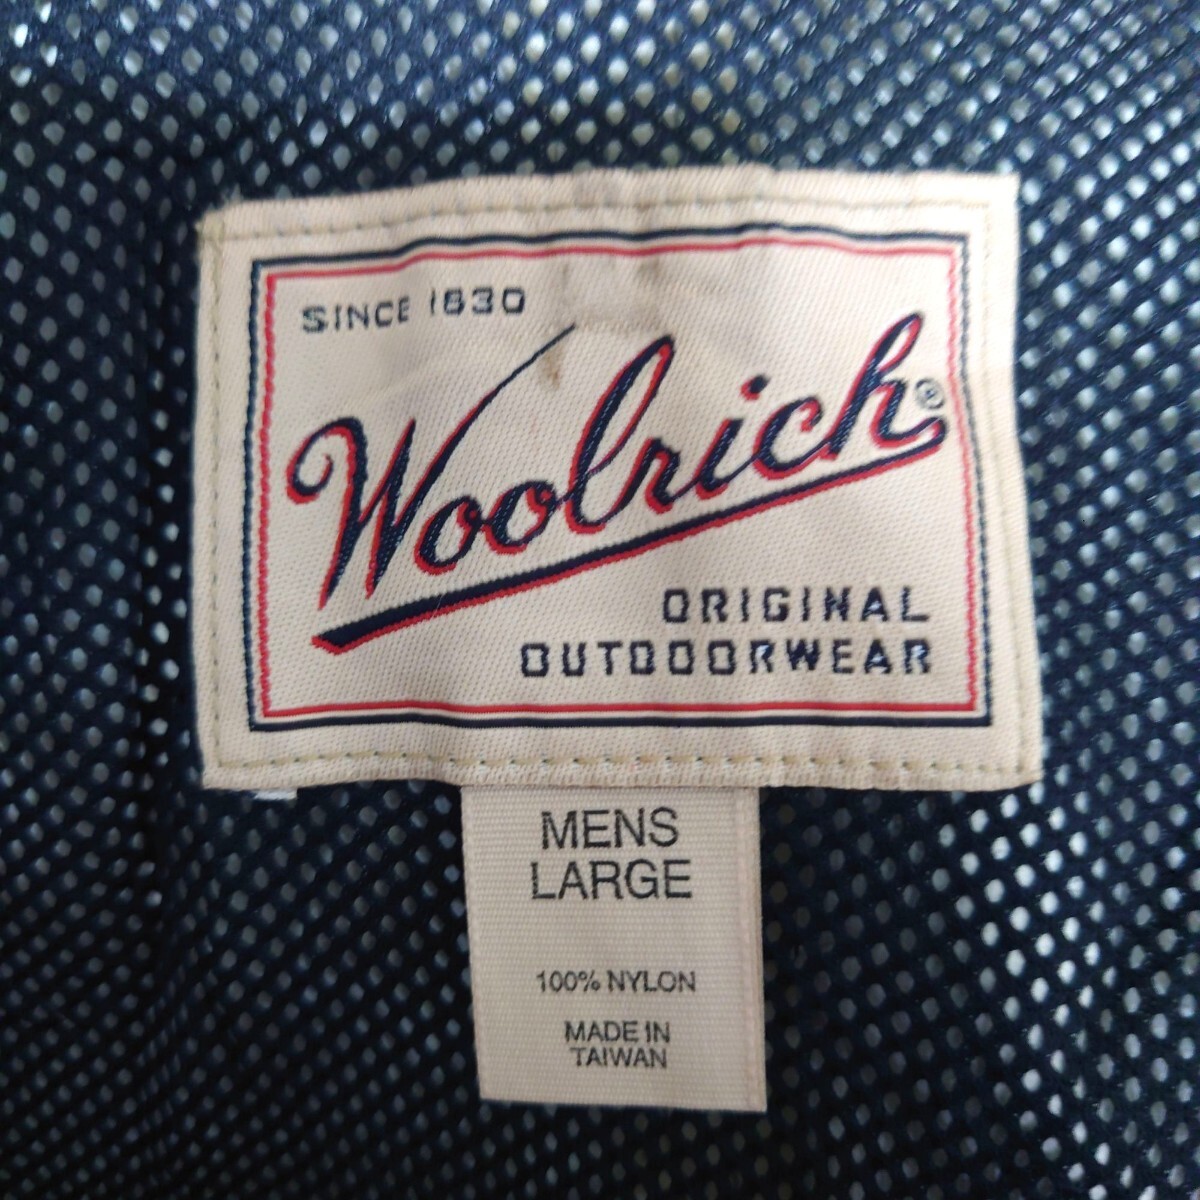 SINCE 1830
Woolrich®
ORIGINAL
OUTDOORWEAR
MENS
LARGE
100% NYLON
MADE IN
TAIWAN